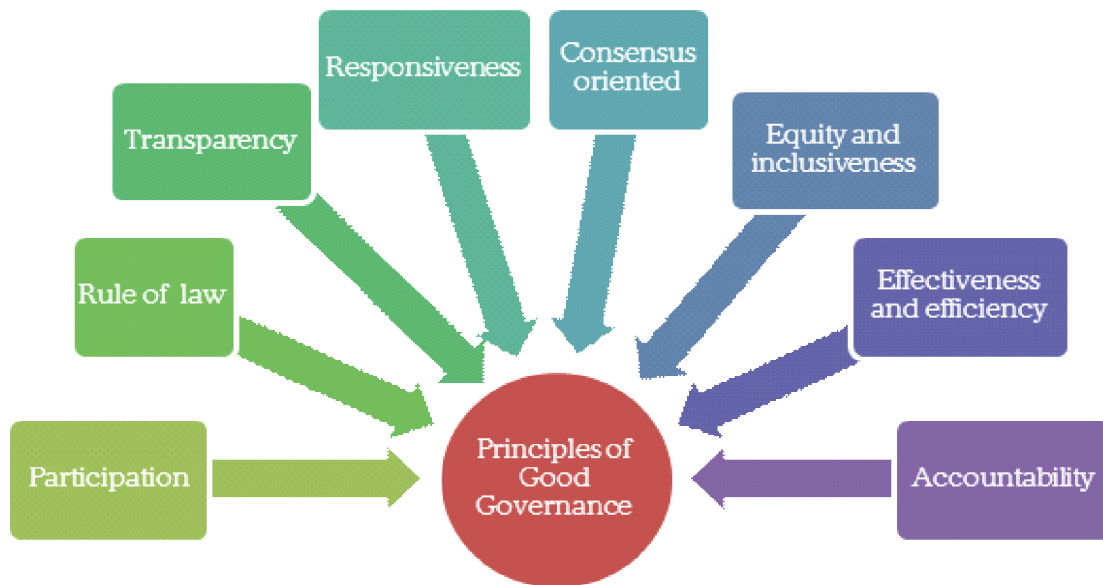 Participation
Rule of law
Transparency
Responsiveness
Consensus
oriented
Equity and
inclusiveness
Effectiveness
and efficiency
Accountability
Principles of
Good
Governance